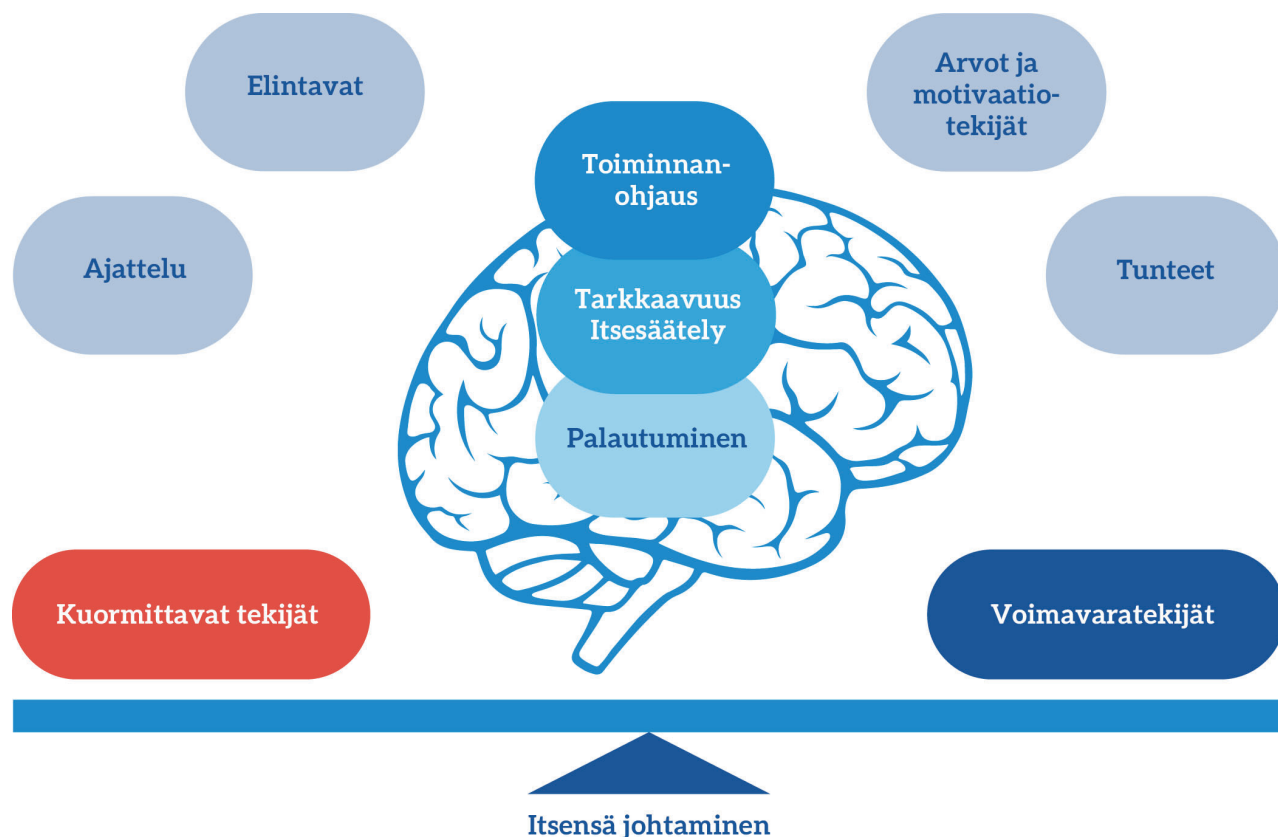 Elintavat
Arvot ja
motivaatio-
tekijät
Toiminnan-
ohjaus
Ajattelu
Tunteet
Tarkkaavuus
Itsesäätely
Palautuminen
Kuormittavat tekijät
Voimavaratekijät
Itsensä johtaminen